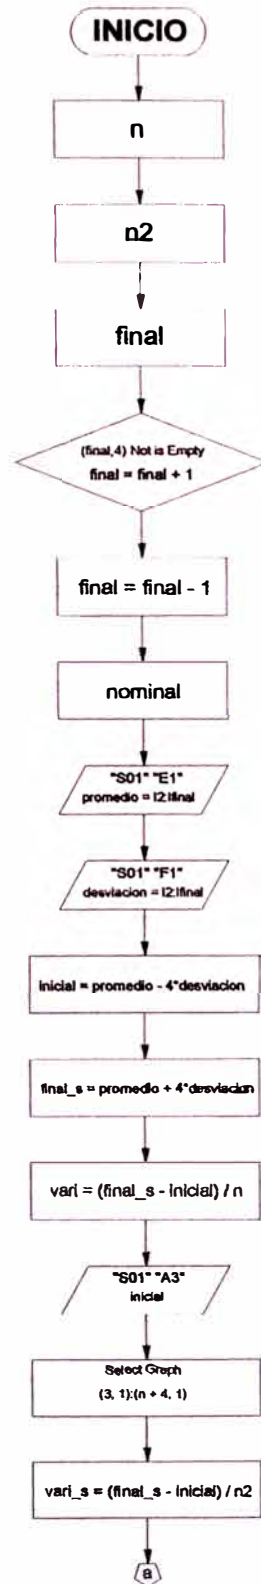 INICIO
n
n2
final
(final,4) Not is Empty
final = final + 1
final = final - 1
nominal
"S01" "E1"
promedio = I2:Ifinal
"S01" "F1"
desviacion = I2:Ifinal
inicial = promedio - 4*desviacion
final_s = promedio + 4*desviacion
vari = (final_s - inicial) / n
"S01" "A3"
inicial
Select Graph
(3, 1):(n + 4, 1)
vari_s = (final_s - inicial) / n2
a